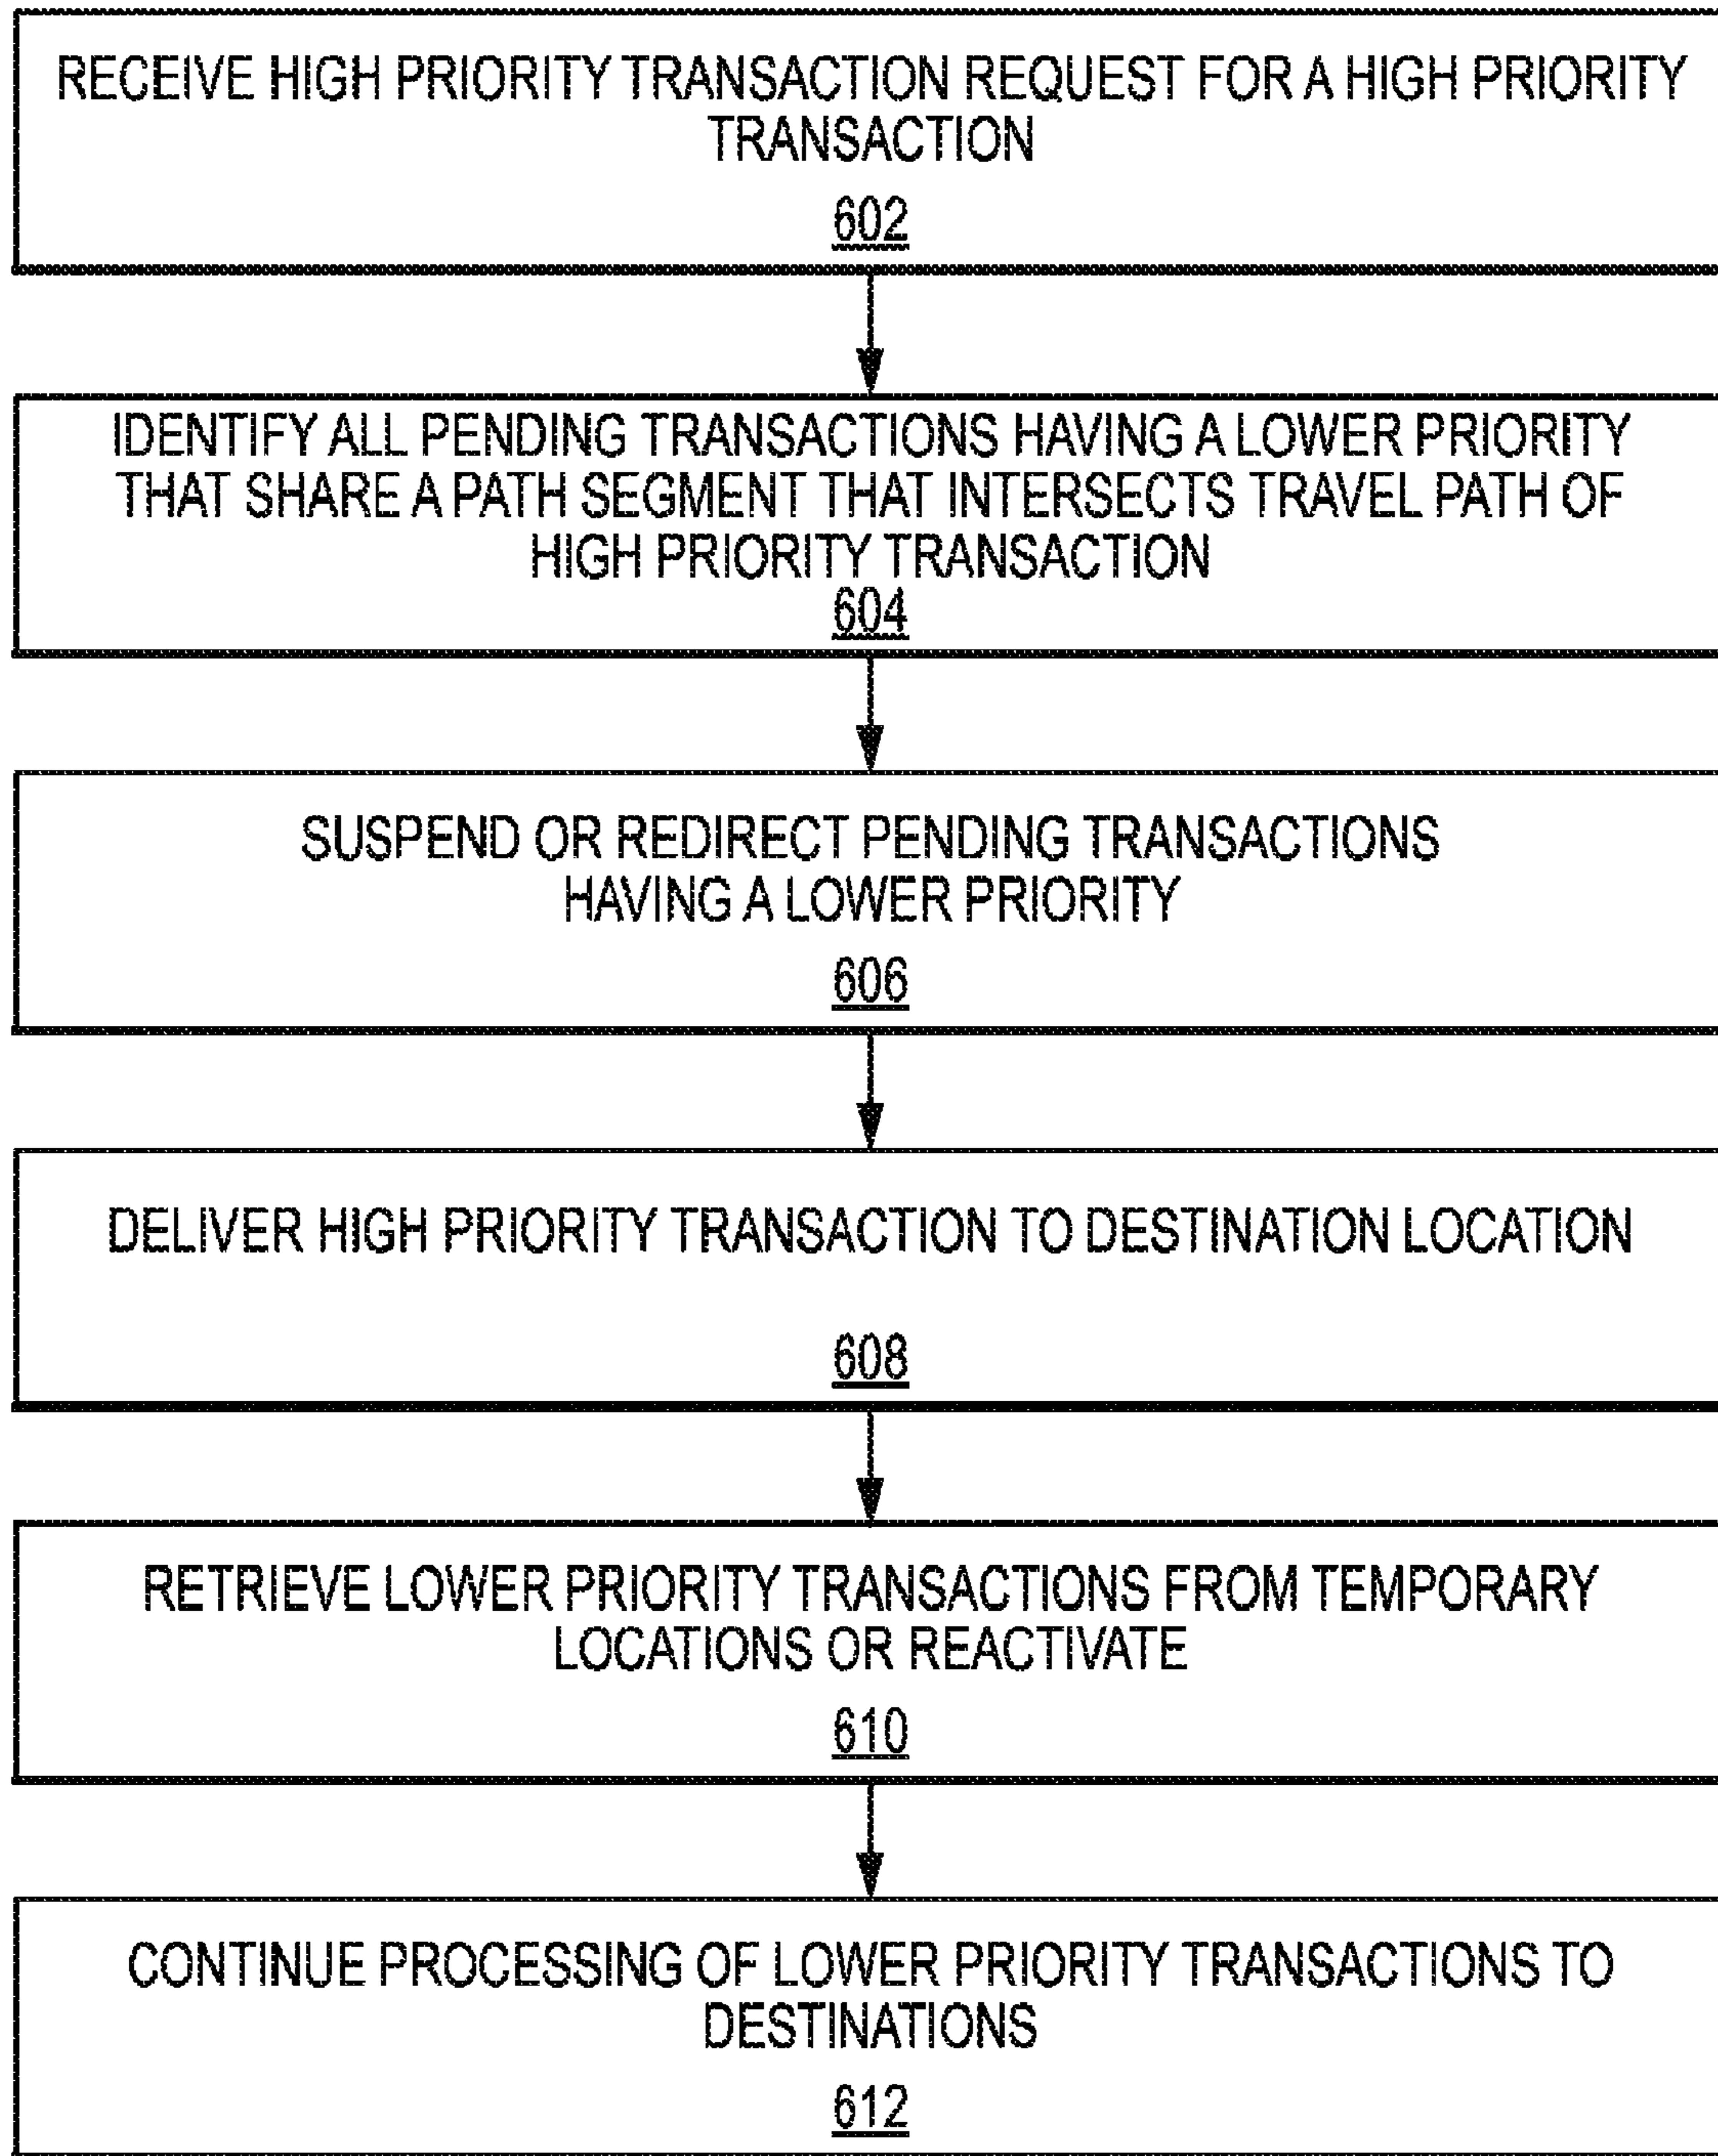 RECEIVE HIGH PRIORITY TRANSACTION REQUEST FOR A HIGH PRIORITY
TRANSACTION
602
IDENTIFY ALL PENDING TRANSACTIONS HAVING A LOWER PRIORITY
THAT SHARE A PATH SEGMENT THAT INTERSECTS TRAVEL PATH OF
HIGH PRIORITY TRANSACTION
604
SUSPEND OR REDIRECT PENDING TRANSACTIONS
HAVING A LOWER PRIORITY
606
DELIVER HIGH PRIORITY TRANSACTION TO DESTINATION LOCATION
608
RETRIEVE LOWER PRIORITY TRANSACTIONS FROM TEMPORARY
LOCATIONS OR REACTIVATE
610
CONTINUE PROCESSING OF LOWER PRIORITY TRANSACTIONS TO
DESTINATIONS
612